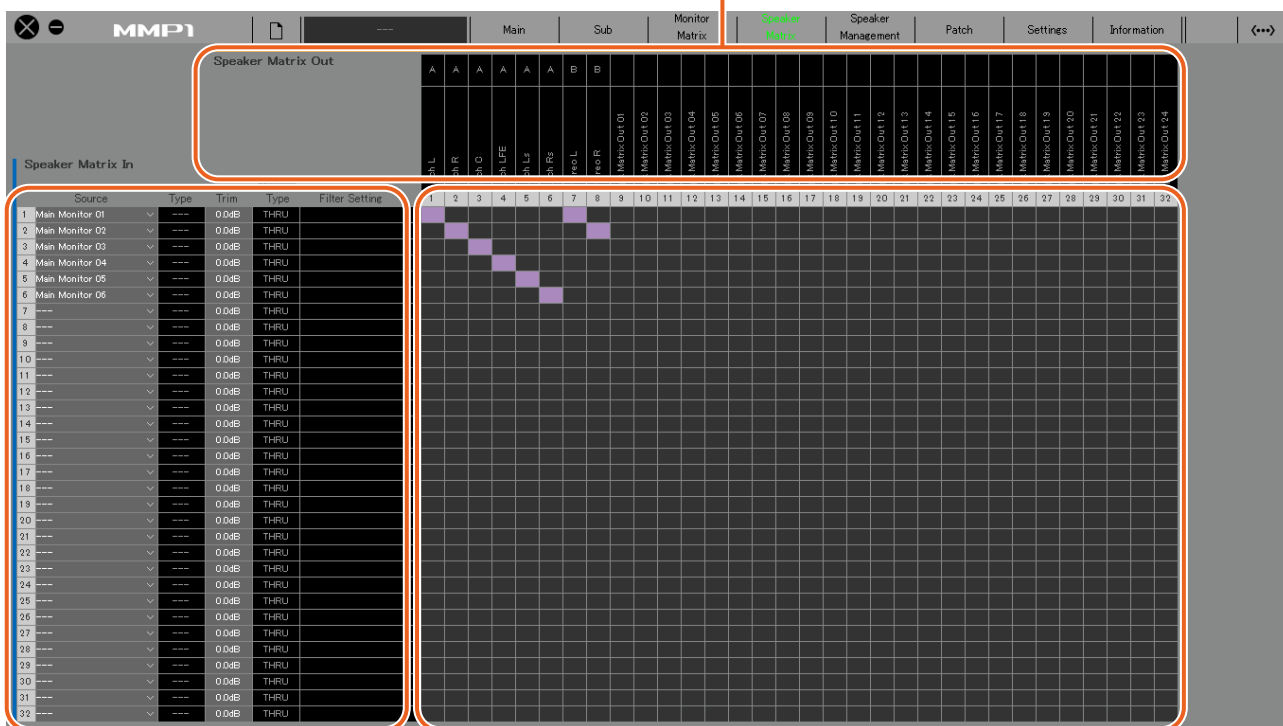 MMP1
---
Main
Sub
Monitor Matrix
Speaker Matrix
Speaker Management
Patch
Settings
Information
Speaker Matrix Out
A A A A A A B B
ch L
ch R
ch C
ch LFE
ch Ls
ch Rs
reo L
reo R
.Matrix Out 01
.Matrix Out 02
.Matrix Out 03
.Matrix Out 04
.Matrix Out 05
.Matrix Out 06
.Matrix Out 07
.Matrix Out 08
.Matrix Out 09
.Matrix Out 10
.Matrix Out 11
.Matrix Out 12
.Matrix Out 13
.Matrix Out 14
.Matrix Out 15
.Matrix Out 16
.Matrix Out 17
.Matrix Out 18
.Matrix Out 19
.Matrix Out 20
.Matrix Out 21
.Matrix Out 22
.Matrix Out 23
.Matrix Out 24
Speaker Matrix In
Source Type Trim Type Filter Setting 1 2 3 4 5 6 7 8 9 10 11 12 13 14 15 16 17 18 19 20 21 22 23 24 25 26 27 28 29 30 31 32
1 Main Monitor 01 --- 0.0dB THRU
2 Main Monitor 02 --- 0.0dB THRU
3 Main Monitor 03 --- 0.0dB THRU
4 Main Monitor 04 --- 0.0dB THRU
5 Main Monitor 05 --- 0.0dB THRU
6 Main Monitor 06 --- 0.0dB THRU
7 --- --- 0.0dB THRU
8 --- --- 0.0dB THRU
9 --- --- 0.0dB THRU
10 --- --- 0.0dB THRU
11 --- --- 0.0dB THRU
12 --- --- 0.0dB THRU
13 --- --- 0.0dB THRU
14 --- --- 0.0dB THRU
15 --- --- 0.0dB THRU
16 --- --- 0.0dB THRU
17 --- --- 0.0dB THRU
18 --- --- 0.0dB THRU
19 --- --- 0.0dB THRU
20 --- --- 0.0dB THRU
21 --- --- 0.0dB THRU
22 --- --- 0.0dB THRU
23 --- --- 0.0dB THRU
24 --- --- 0.0dB THRU
25 --- --- 0.0dB THRU
26 --- --- 0.0dB THRU
27 --- --- 0.0dB THRU
28 --- --- 0.0dB THRU
29 --- --- 0.0dB THRU
30 --- --- 0.0dB THRU
31 --- --- 0.0dB THRU
32 --- --- 0.0dB THRU